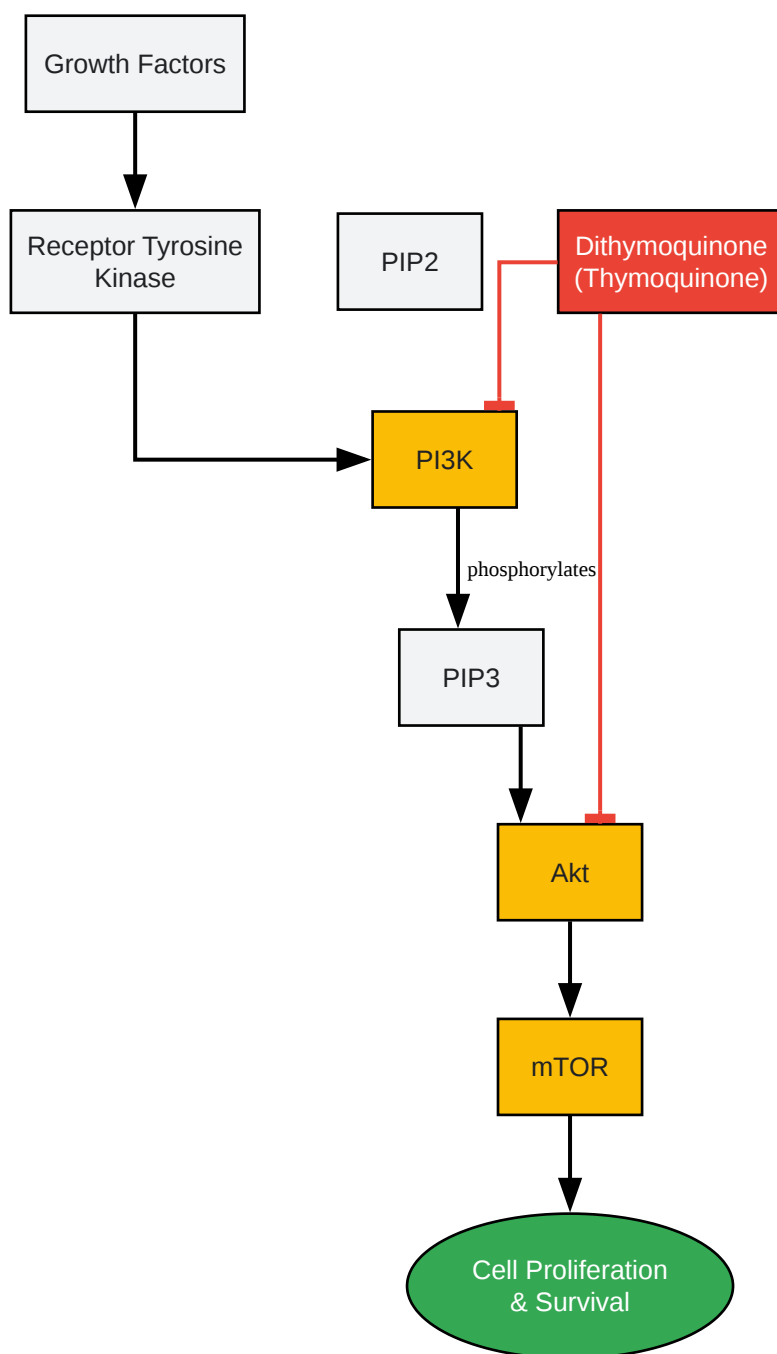 Growth Factors
Receptor Tyrosine
Kinase
PIP2
Dithymoquinone
(Thymoquinone)
PI3K
phosphorylates
PIP3
Akt
mTOR
Cell Proliferation
& Survival